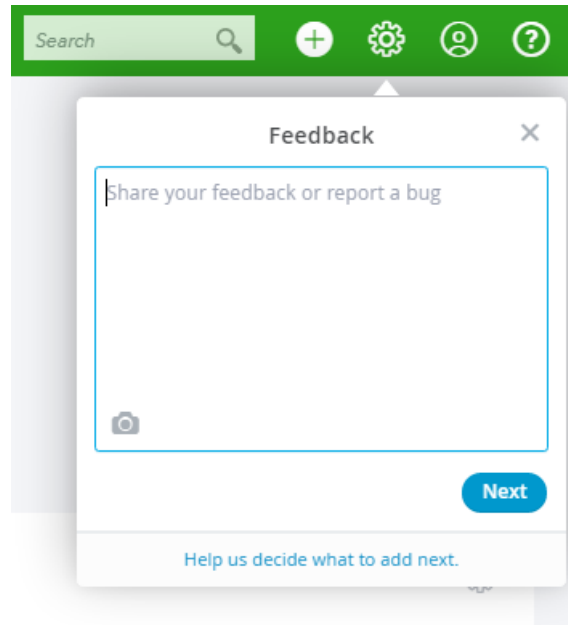 Search
Feedback
Share your feedback or report a bug
Next
Help us decide what to add next.